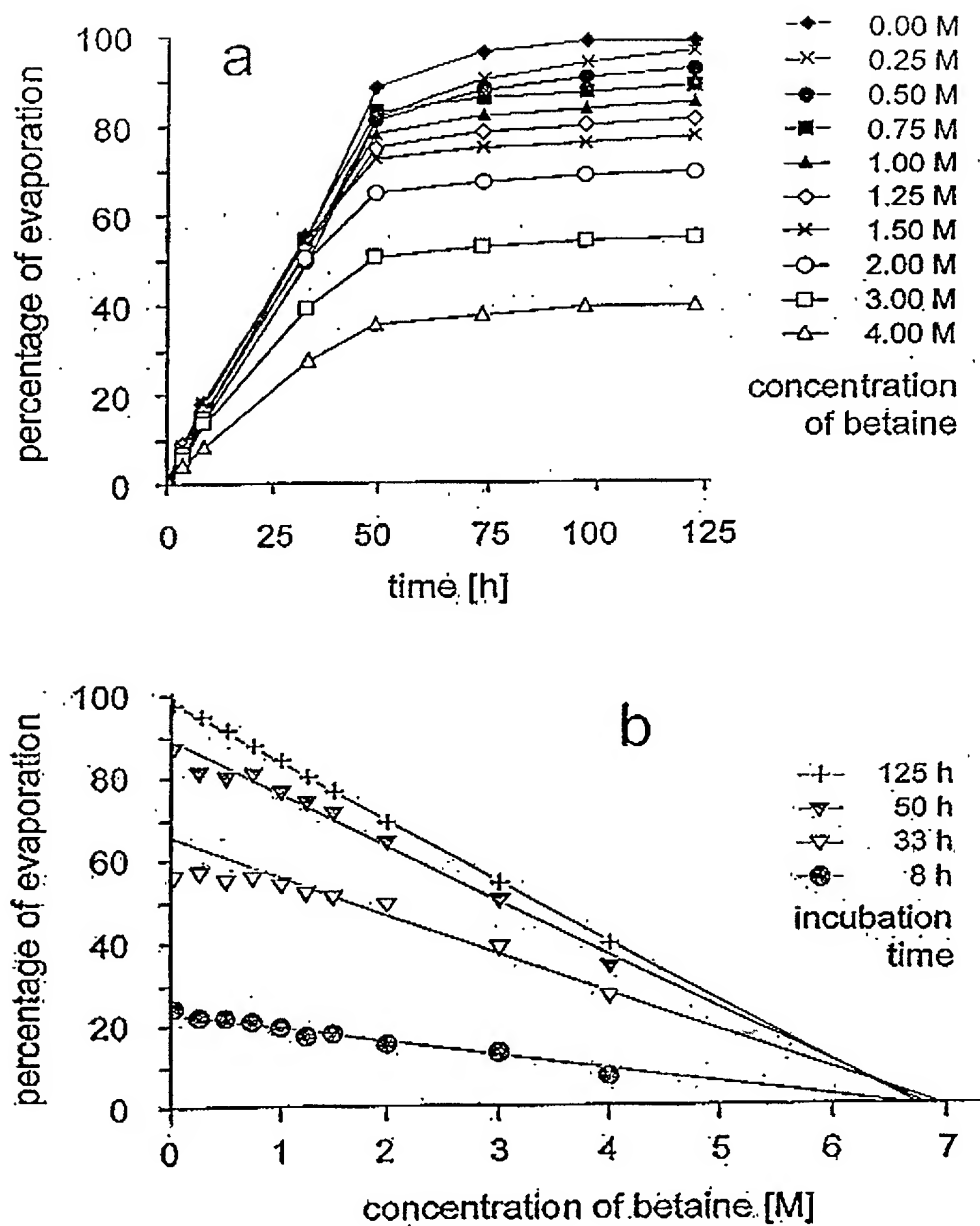 a
100
80
60
40
20
0
percentage of evaporation
0 25 50 75 100 125
time [h]
0.00 M
0.25 M
0.50 M
0.75 M
1.00 M
1.25 M
1.50 M
2.00 M
3.00 M
4.00 M
concentration
of betaine
b
100
80
60
40
20
0
percentage of evaporation
0 1 2 3 4 5 6 7
concentration of betaine [M]
125 h
50 h
33 h
8 h
incubation
time